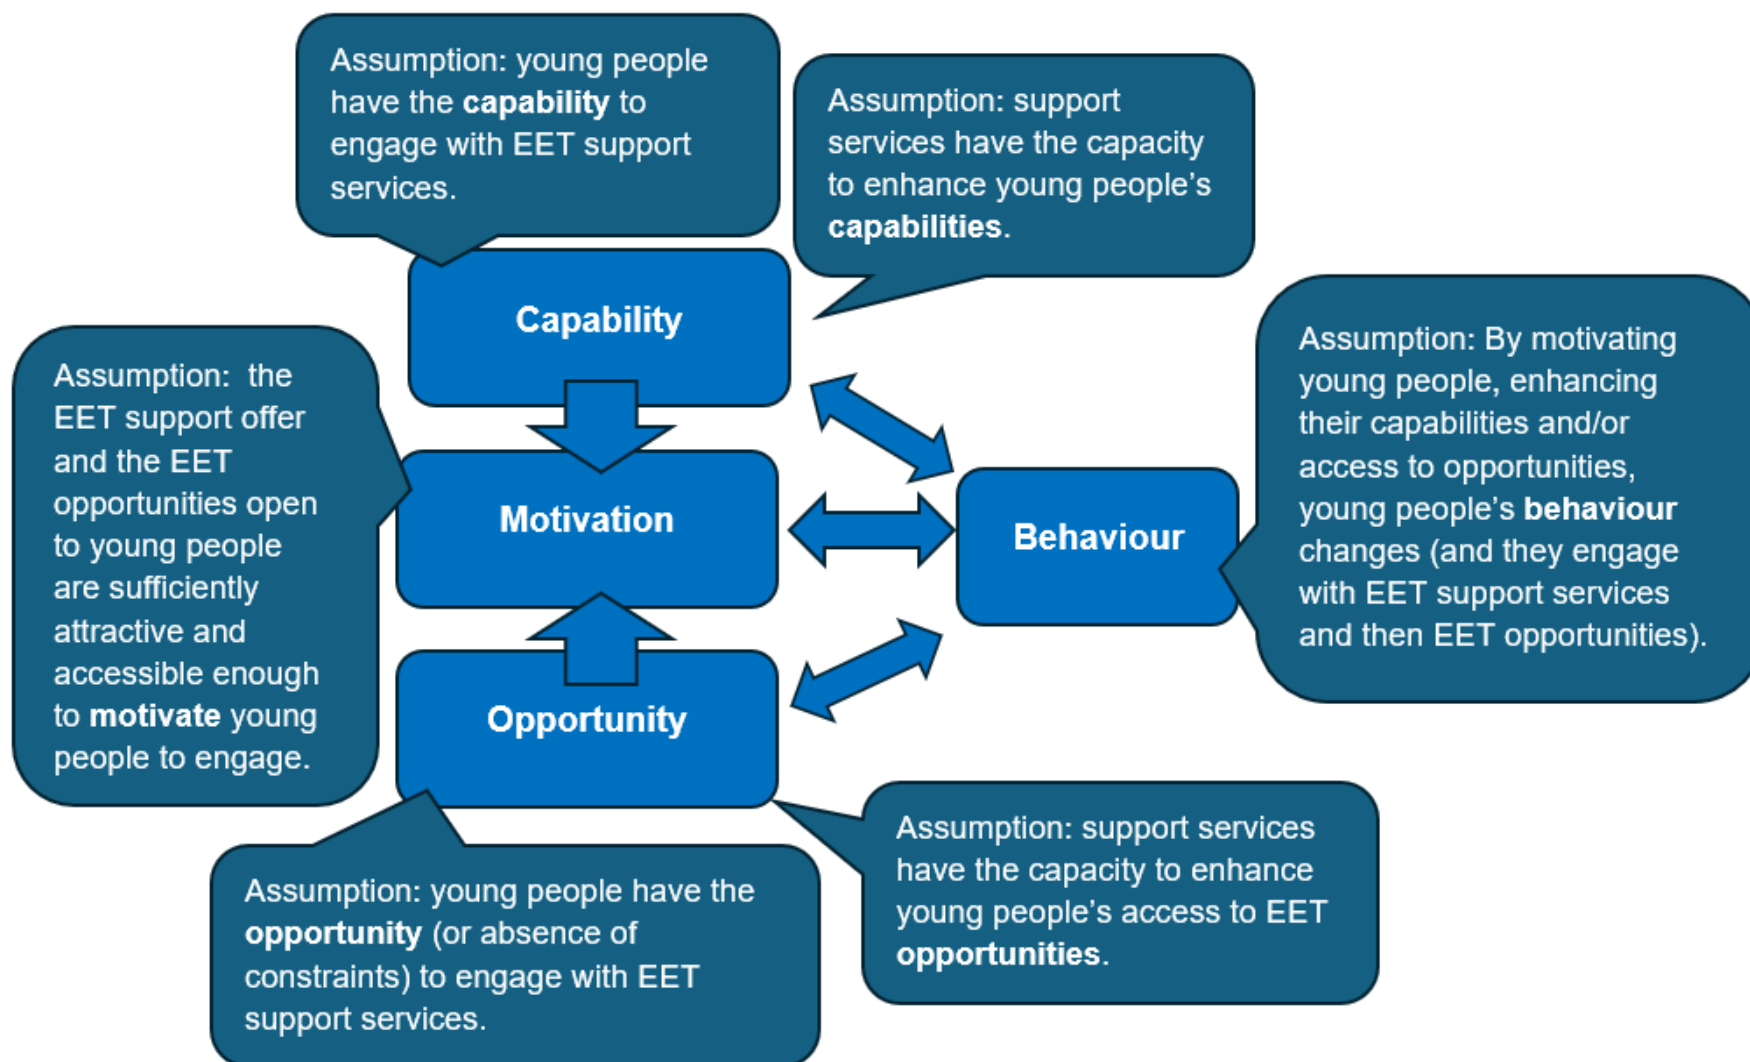 Assumption: young people
have the capability to
engage with EET support
services.
Assumption: support
services have the capacity
to enhance young people’s
capabilities.
Capability
Assumption:  the
EET support offer
and the EET
opportunities open
to young people
are sufficiently
attractive and
accessible enough
to motivate young
people to engage.
Motivation
Behaviour
Assumption: By motivating
young people, enhancing
their capabilities and/or
access to opportunities,
young people’s behaviour
changes (and they engage
with EET support services
and then EET opportunities).
Opportunity
Assumption: young people have the
opportunity (or absence of
constraints) to engage with EET
support services.
Assumption: support services
have the capacity to enhance
young people’s access to EET
opportunities.